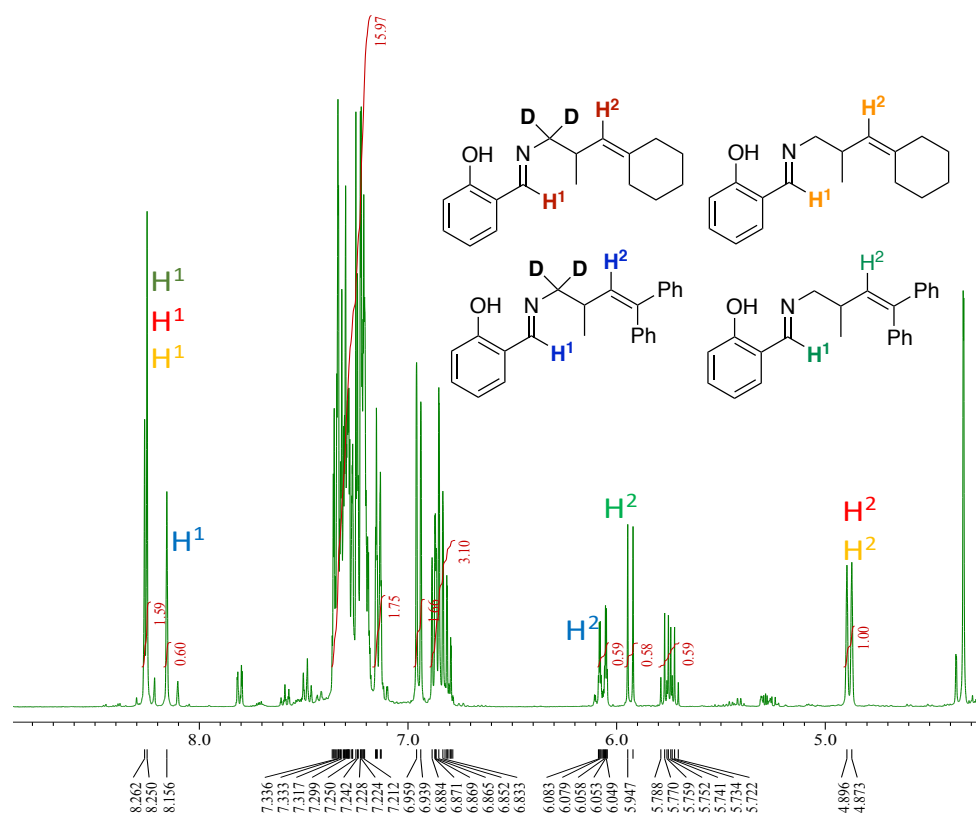 15.97
D D H²
OH N
H¹
H²
OH N
H¹
D D H²
OH N Ph
Ph
H¹
H²
OH N Ph
Ph
H¹
H¹
H¹
H¹
H¹
H²
H²
H²
H²
1.59
0.60
1.75
1.66
3.10
0.59
0.58
0.59
1.00
8.0 7.0 6.0 5.0
8.262
8.250
8.156
7.336
7.333
7.317
7.299
7.250
7.242
7.228
7.224
7.212
6.959
6.939
6.884
6.871
6.869
6.865
6.852
6.833
6.083
6.079
6.058
6.053
6.049
5.947
5.788
5.770
5.759
5.752
5.741
5.734
5.722
4.896
4.873